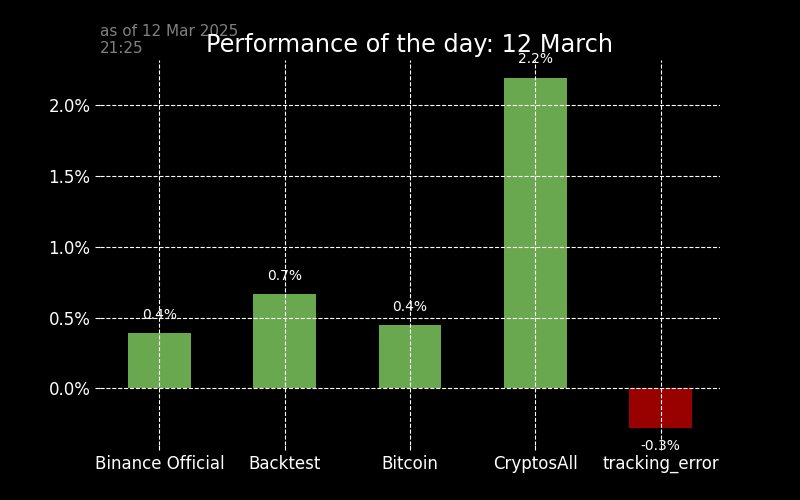 as of 12 Mar 2025
21:25
Performance of the day: 12 March
2.2%
2.0%
1.5%
1.0%
0.7%
0.4%
0.4%
0.5%
0.0%
-0.3%
Binance Official
Backtest
Bitcoin
CryptosAll
tracking_error